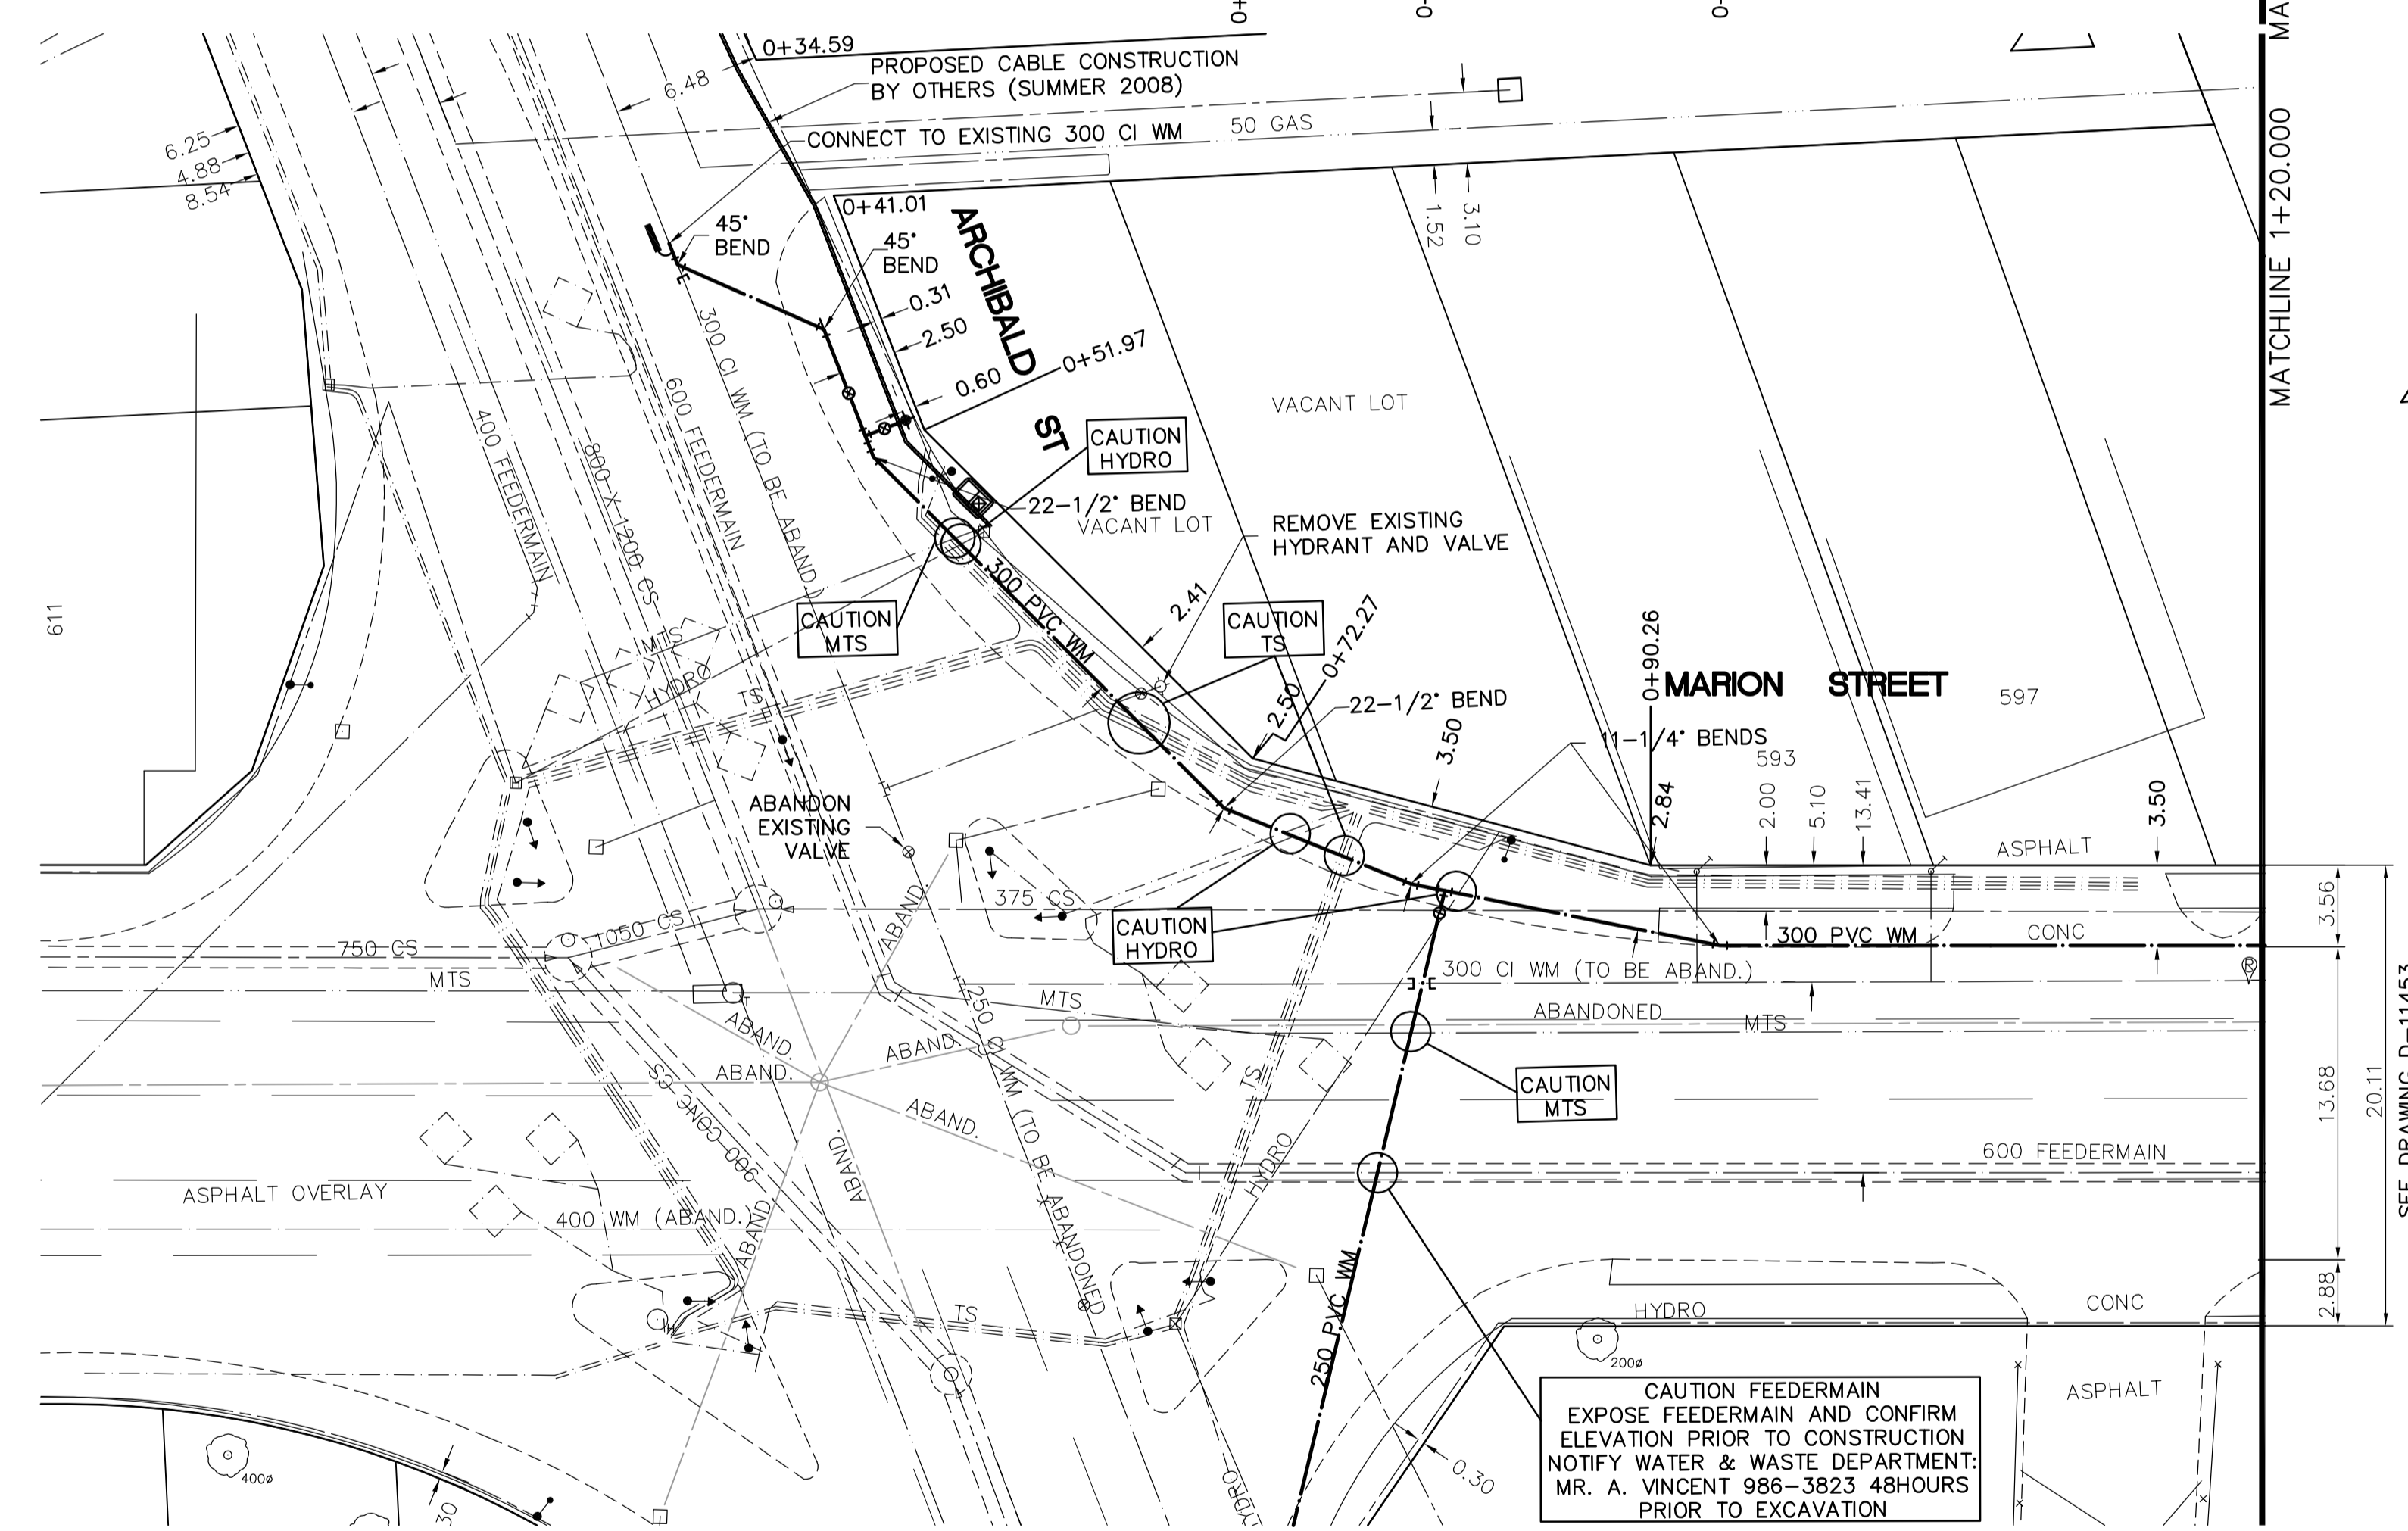 0+34.59
6.48
PROPOSED CABLE CONSTRUCTION
BY OTHERS (SUMMER 2008)
CONNECT TO EXISTING 300 CI WM
50 GAS
6.25
4.88
8.54
45° BEND
0+41.01
45° BEND
ARCHIBALD ST
0.31
2.50
0.60
0+51.97
1.52
3.10
MATCHLINE 1+20.000
MA
300 CI WM (TO BE ABAND.)
600 FEEDERMAIN
400 FEEDERMAIN
800 X 1200 CS
VACANT LOT
CAUTION
HYDRO
22-1/2° BEND
VACANT LOT
REMOVE EXISTING
HYDRANT AND VALVE
611
CAUTION
MTS
300 PVC WM
2.41
CAUTION
TS
0+72.27
2.50
22-1/2° BEND
3.50
0+90.26
MARION STREET
597
11-1/4° BENDS
593
MTS
HYDRO
TS
ABANDON
EXISTING
VALVE
2.84
2.00
5.10
13.41
3.50
ASPHALT
375 CS
ABAND.
1050 CS
750 CS
MTS
CAUTION
HYDRO
300 PVC WM
CONC
3.56
300 CI WM (TO BE ABAND.)
MTS
ABANDONED
MTS
250 CI WM (TO BE ABANDONED
ABAND.
ABAND.
ABAND.
ABAND.
ABAND.
ABAND
900 CONC CS
TS
HYDRO
CAUTION
MTS
13.68
20.11
SEE DRAWING D-11453
600 FEEDERMAIN
ASPHALT OVERLAY
400 WM (ABAND.)
TS
250 PVC WM
HYDRO
CONC
2.88
200ø
ASPHALT
CAUTION FEEDERMAIN
EXPOSE FEEDERMAIN AND CONFIRM
ELEVATION PRIOR TO CONSTRUCTION
NOTIFY WATER & WASTE DEPARTMENT:
MR. A. VINCENT 986-3823 48HOURS
PRIOR TO EXCAVATION
0.30
400ø
30